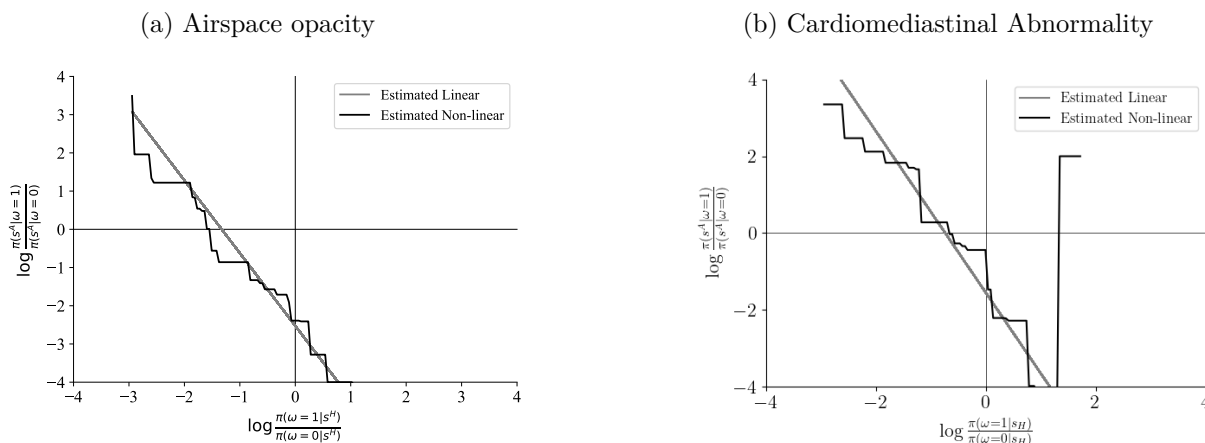 (a) Airspace opacity
4
3
2
1
0
−1
−2
−3
−4
−4 −3 −2 −1 0 1 2 3 4
Estimated Linear
Estimated Non-linear
log π(s^A|ω=1) / π(s^A|ω=0)
log π(ω=1|s^H) / π(ω=0|s^H)
(b) Cardiomediastinal Abnormality
4
2
0
−2
−4
−4 −2 0 2 4
Estimated Linear
Estimated Non-linear
log π(s^A|ω=1) / π(s^A|ω=0)
log π(ω=1|s_H) / π(ω=0|s_H)